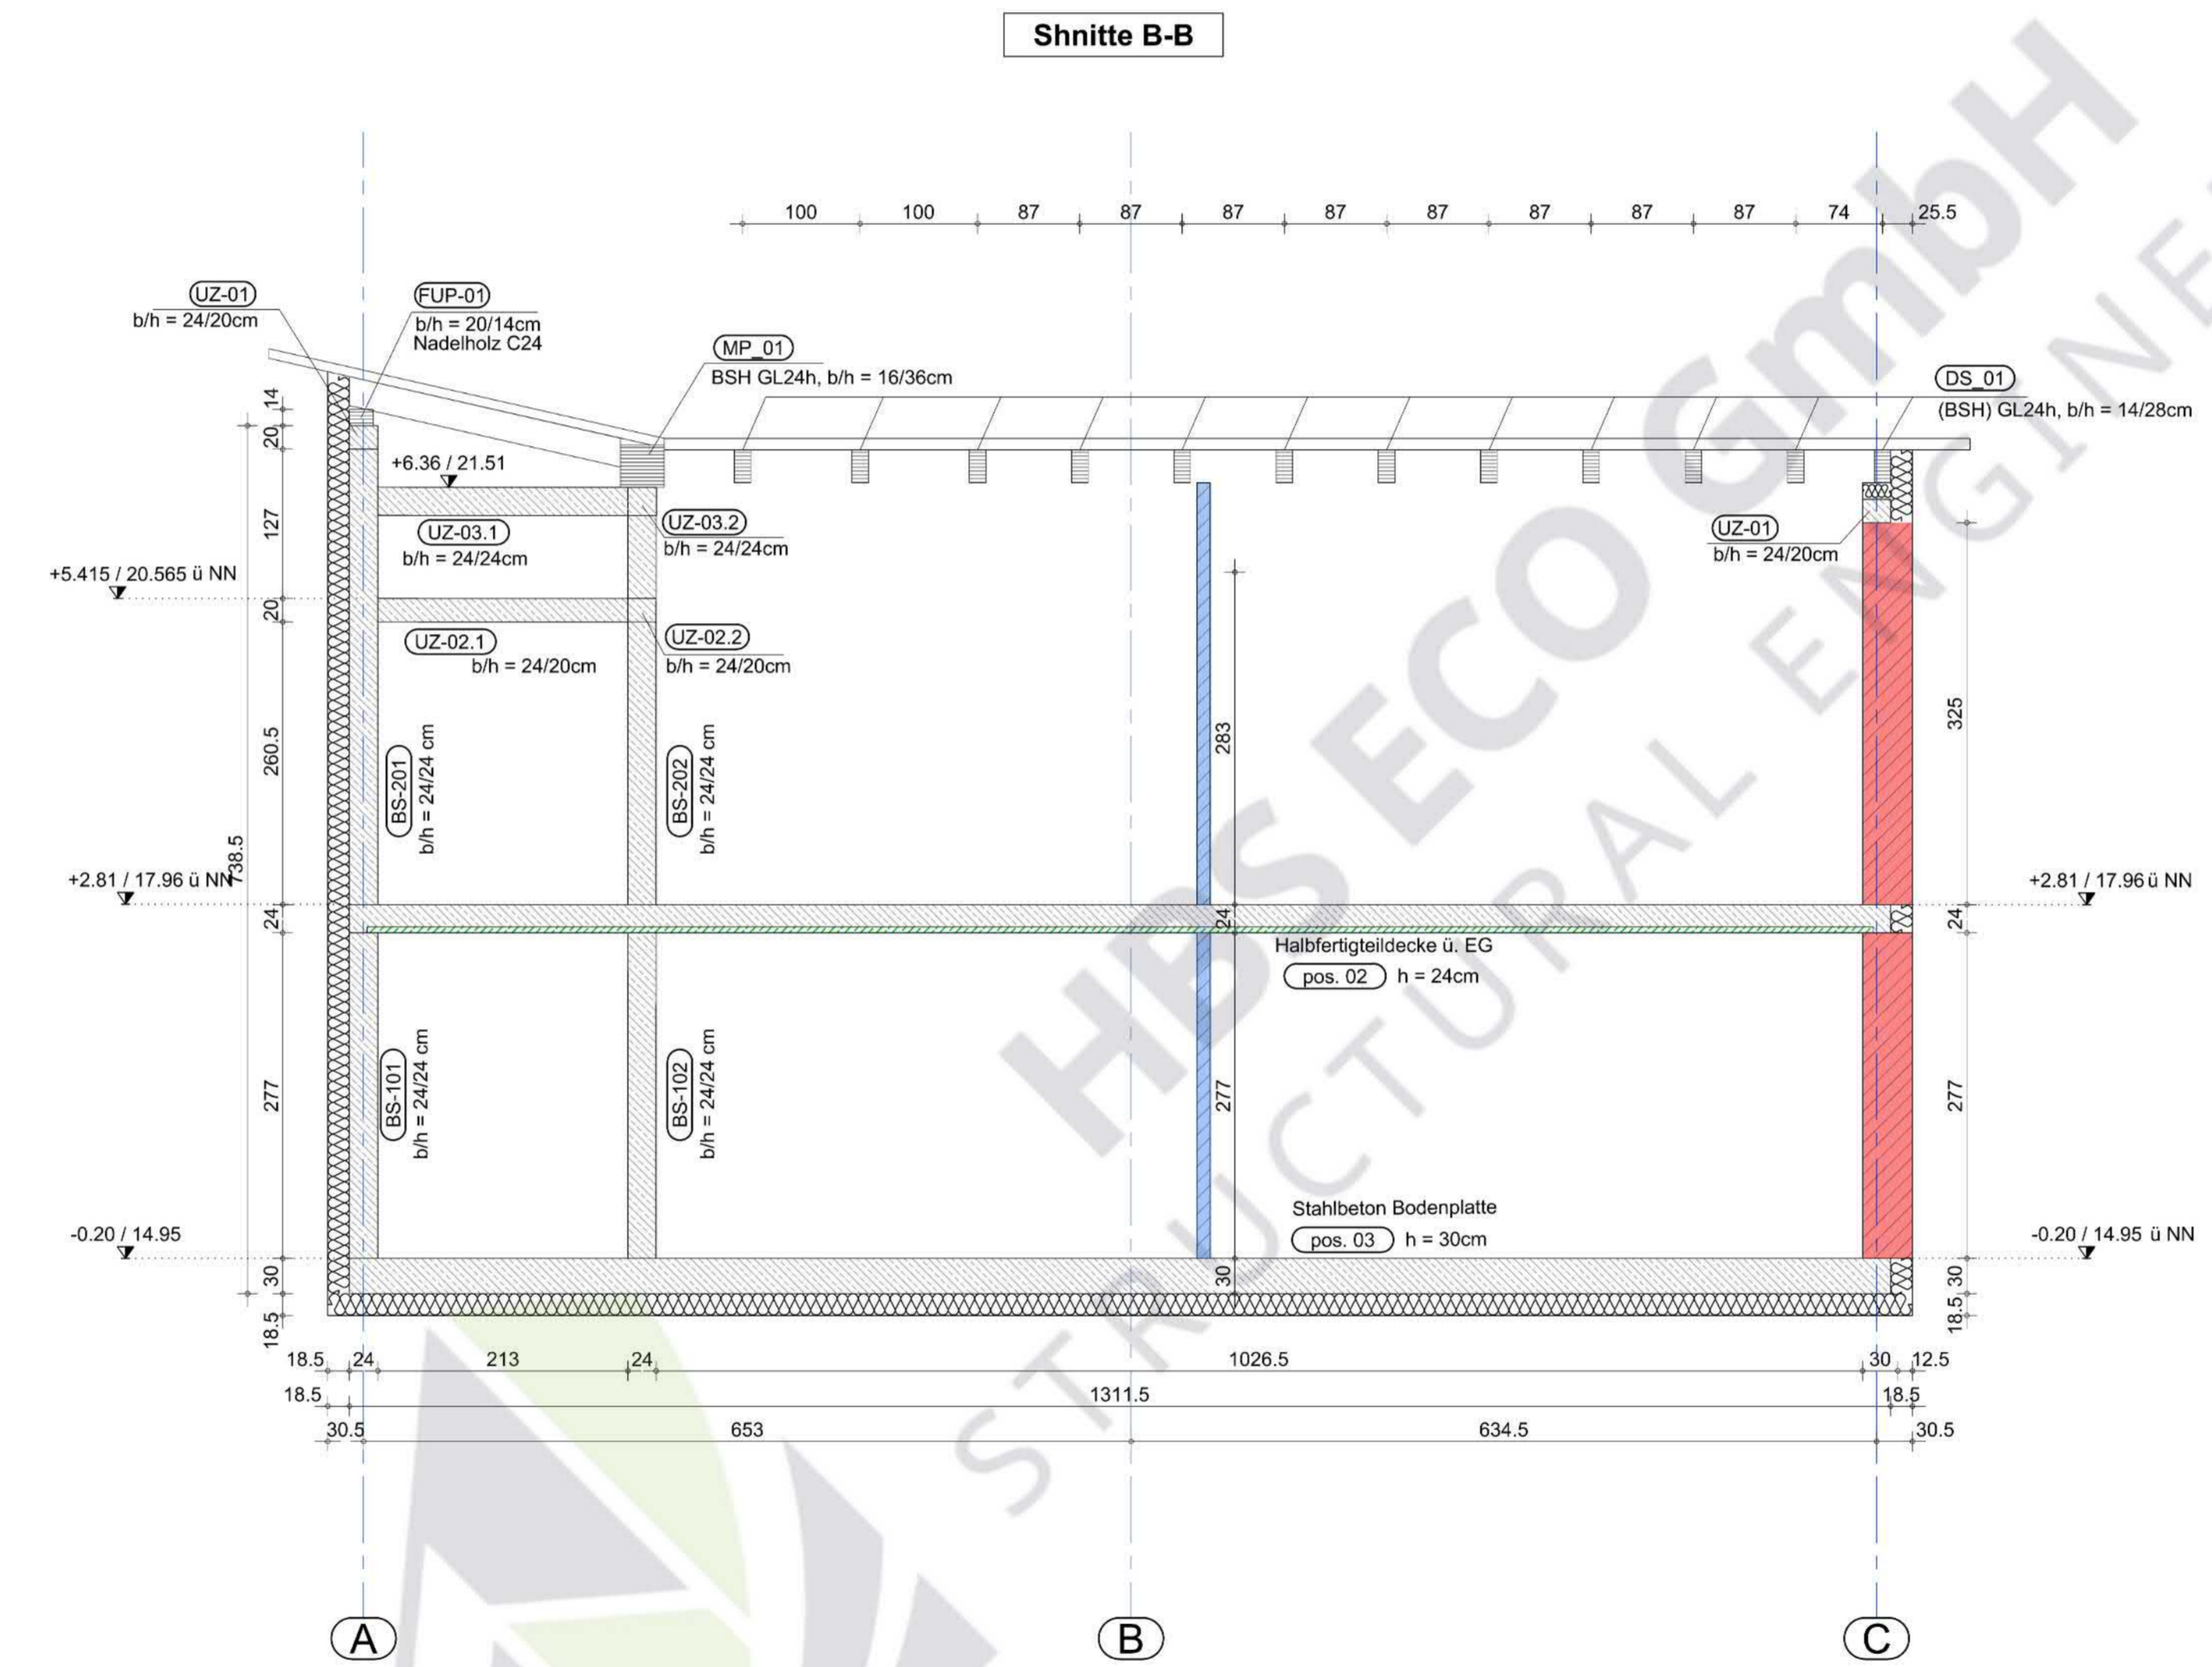 Shnitte B-B
100 100 87 87 87 87 87 87 87 87 74 25.5
UZ-01
b/h = 24/20cm
FUP-01
b/h = 20/14cm
Nadelholz C24
MP_01
BSH GL24h, b/h = 16/36cm
DS_01
(BSH) GL24h, b/h = 14/28cm
+6.36 / 21.51
UZ-03.1
b/h = 24/24cm
UZ-03.2
b/h = 24/24cm
UZ-01
b/h = 24/20cm
+5.415 / 20.565 ü NN
UZ-02.1
b/h = 24/20cm
UZ-02.2
b/h = 24/20cm
BS-201
b/h = 24/24 cm
BS-202
b/h = 24/24 cm
+2.81 / 17.96 ü NN
+2.81 / 17.96 ü NN
Halbfertigteildecke ü. EG
pos. 02 h = 24cm
BS-101
b/h = 24/24 cm
BS-102
b/h = 24/24 cm
Stahlbeton Bodenplatte
pos. 03 h = 30cm
-0.20 / 14.95
-0.20 / 14.95 ü NN
14
20
127
20
260.5
24
277
30
18.5
738.5
283
24
277
30
325
24
277
30
18.5
18.5 24 213 24 1026.5 30 12.5
18.5 1311.5 18.5
30.5 653 634.5 30.5
A B C
HBS ECO GmbH
STRUCTURAL ENGINE